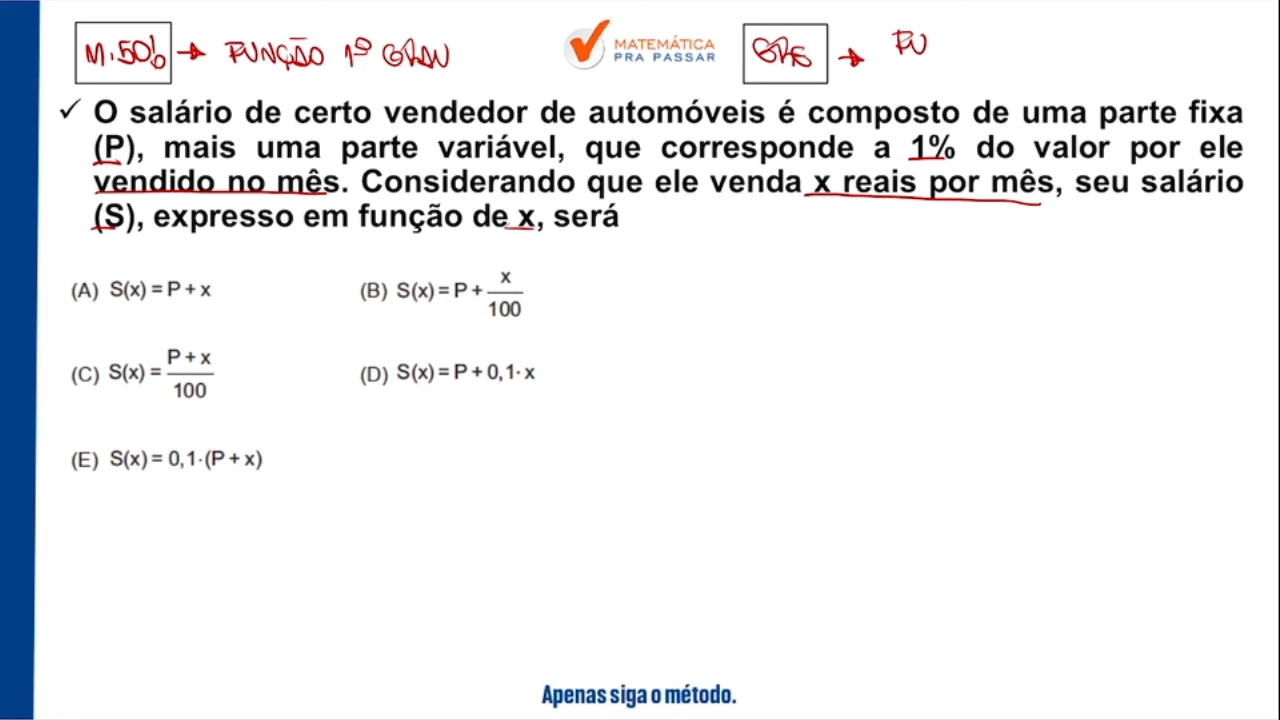 M.50% → FUNÇÃO 1º GRAU
MATEMÁTICA
PRA PASSAR
→ FU
✓ O salário de certo vendedor de automóveis é composto de uma parte fixa
(P), mais uma parte variável, que corresponde a 1% do valor por ele
vendido no mês. Considerando que ele venda x reais por mês, seu salário
(S), expresso em função de x, será
(A) S(x) = P + x
(B) S(x) = P + x/100
(C) S(x) = P + x/100
(D) S(x) = P + 0,1· x
(E) S(x) = 0,1·(P + x)
Apenas siga o método.